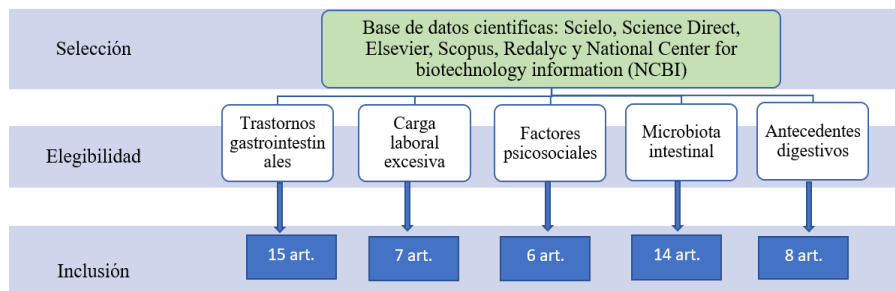 Selección
Base de datos cientificas: Scielo, Science Direct,
Elsevier, Scopus, Redalyc y National Center for
biotechnology information (NCBI)
Elegibilidad
Trastornos
gastrointestin
ales
Carga
laboral
excesiva
Factores
psicosociales
Microbiota
intestinal
Antecedentes
digestivos
Inclusión
15 art.
7 art.
6 art.
14 art.
8 art.